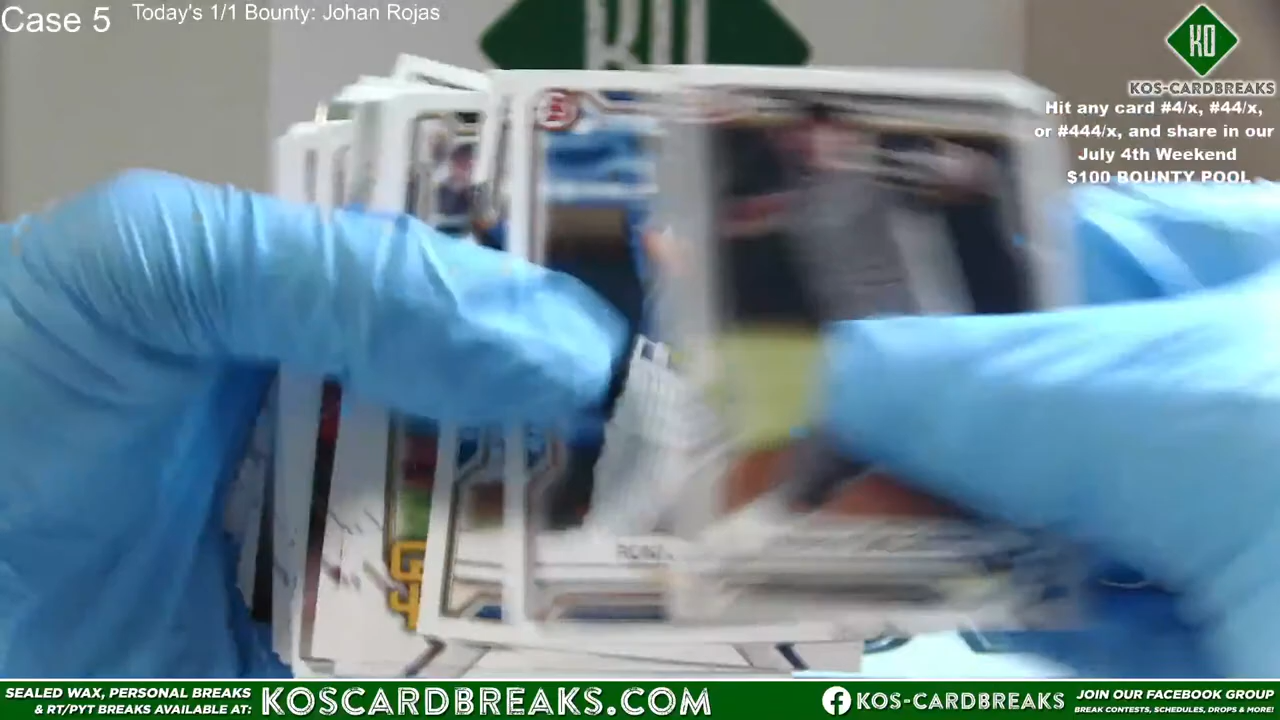 Case 5
Today's 1/1 Bounty: Johan Rojas
KO
KOS-CARDBREAKS
Hit any card #4/x, #44/x,
or #444/x, and share in our
July 4th Weekend
$100 BOUNTY POOL
SEALED WAX, PERSONAL BREAKS
& RT/PYT BREAKS AVAILABLE AT:
KOSCARDBREAKS.COM
KOS-CARDBREAKS
JOIN OUR FACEBOOK GROUP
BREAK CONTESTS, SCHEDULES, DROPS & MORE!